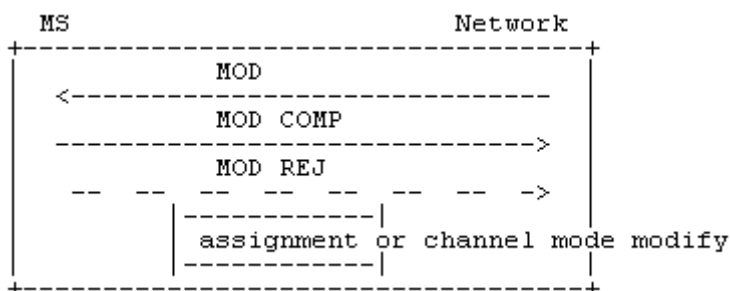 MS Network
MOD
MOD COMP
MOD REJ
assignment or channel mode modify